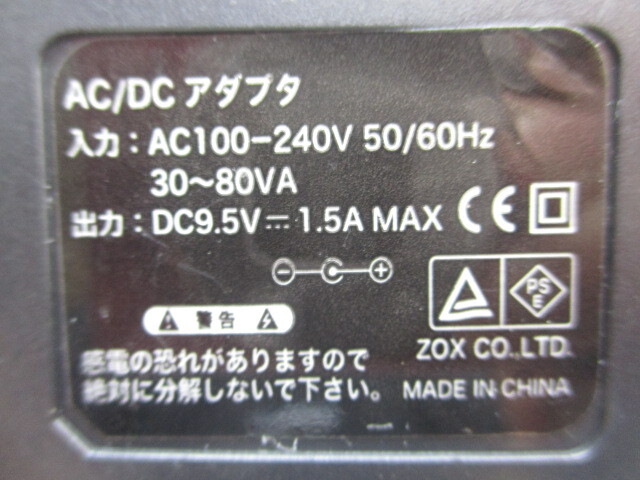 AC/DC アダプタ
入力：AC100-240V 50/60Hz
30～80VA
出力：DC9.5V⎓1.5A MAX CE
PS
E
警告
ZOX CO.,LTD.
感電の恐れがありますので
絶対に分解しないで下さい。
MADE IN CHINA